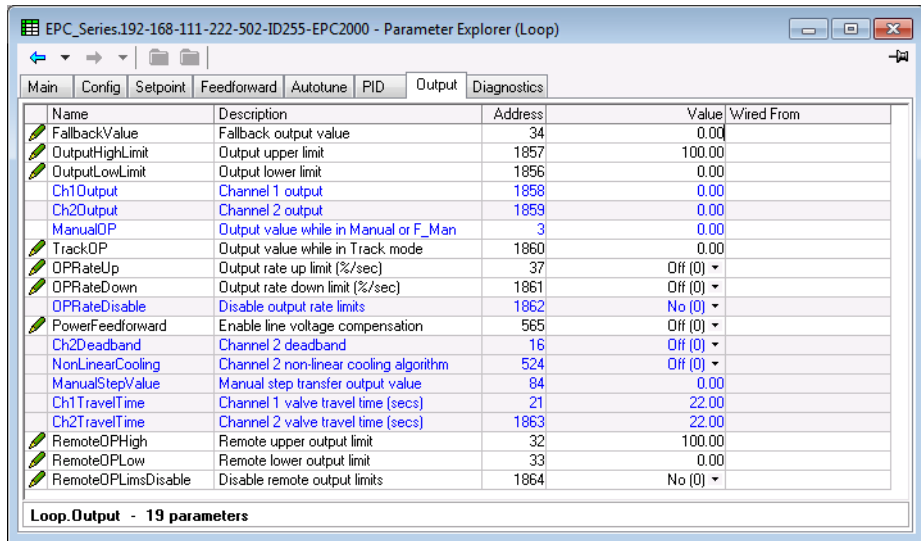 EPC_Series.192-168-111-222-502-ID255-EPC2000 - Parameter Explorer (Loop)
Main Config Setpoint Feedforward Autotune PID Output Diagnostics
Name Description Address Value Wired From
FallbackValue Fallback output value 34 0.00
OutputHighLimit Output upper limit 1857 100.00
OutputLowLimit Output lower limit 1856 0.00
Ch1Output Channel 1 output 1858 0.00
Ch2Output Channel 2 output 1859 0.00
ManualOP Output value while in Manual or F_Man 3 0.00
TrackOP Output value while in Track mode 1860 0.00
OPRateUp Output rate up limit (%/sec) 37 Off (0)
OPRateDown Output rate down limit (%/sec) 1861 Off (0)
OPRateDisable Disable output rate limits 1862 No (0)
PowerFeedforward Enable line voltage compensation 565 Off (0)
Ch2Deadband Channel 2 deadband 16 Off (0)
NonLinearCooling Channel 2 non-linear cooling algorithm 524 Off (0)
ManualStepValue Manual step transfer output value 84 0.00
Ch1TravelTime Channel 1 valve travel time (secs) 21 22.00
Ch2TravelTime Channel 2 valve travel time (secs) 1863 22.00
RemoteOPHigh Remote upper output limit 32 100.00
RemoteOPLow Remote lower output limit 33 0.00
RemoteOPLimsDisable Disable remote output limits 1864 No (0)
Loop.Output - 19 parameters